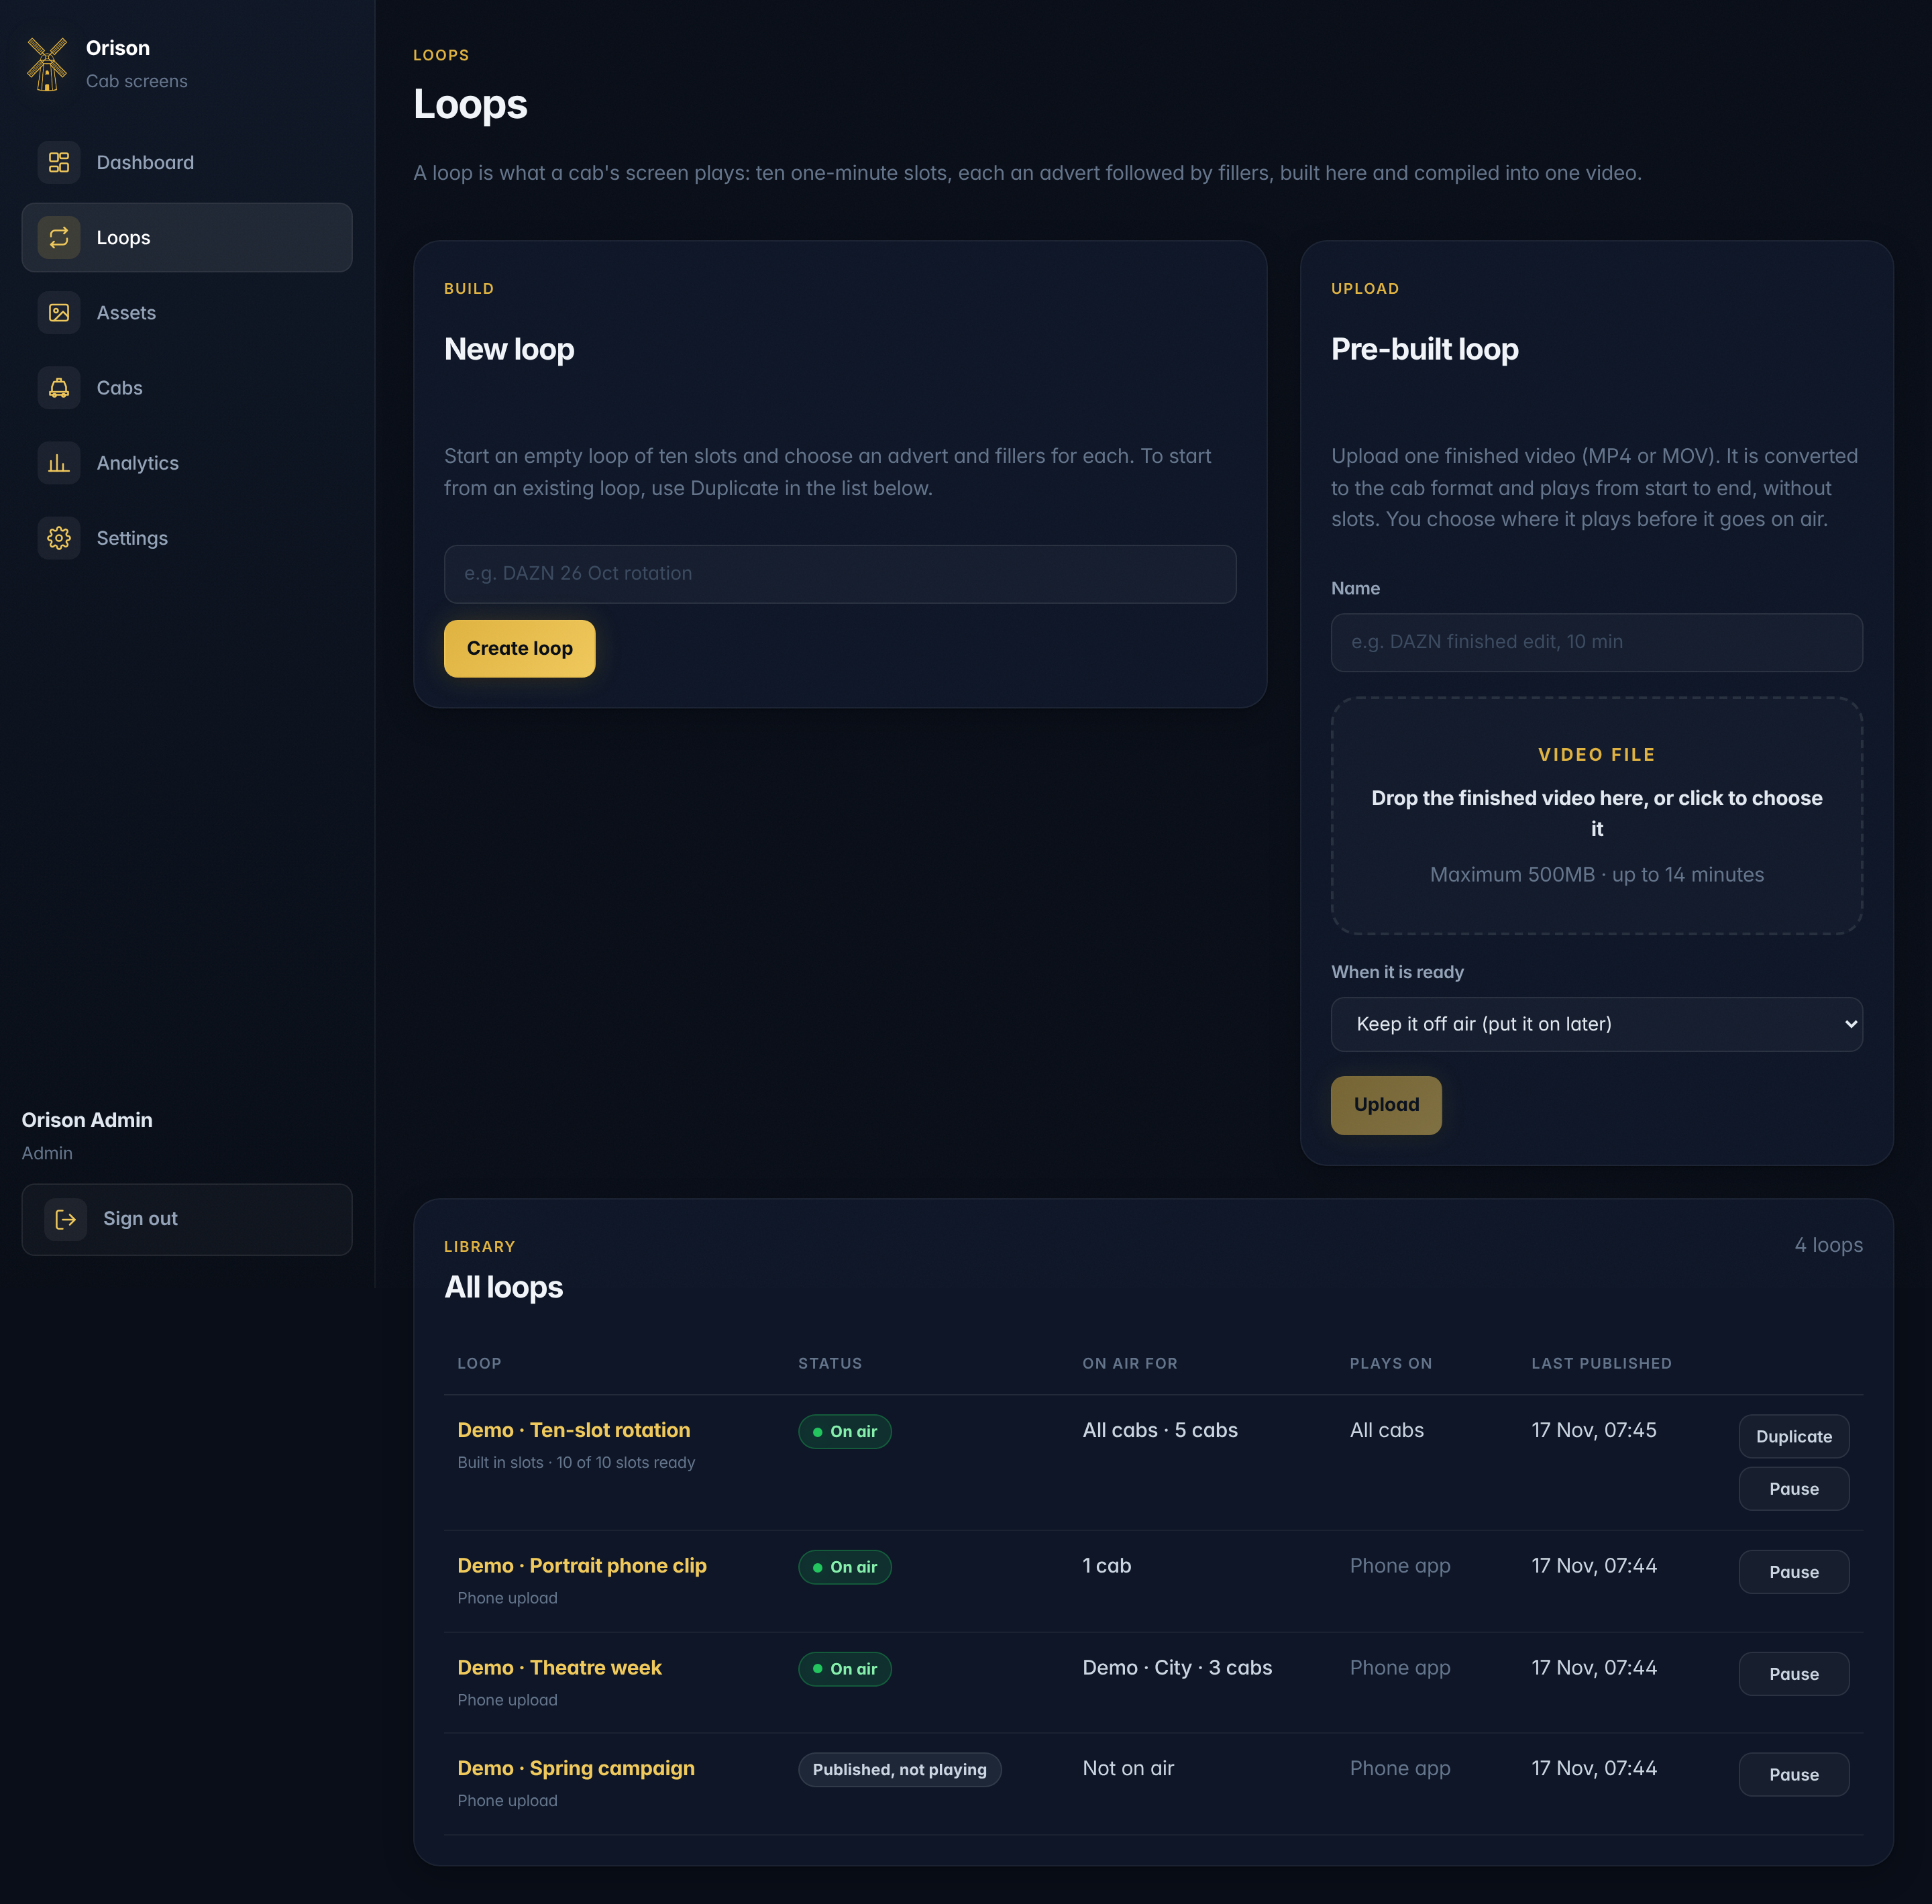 Orison
Cab screens
Dashboard
Loops
Assets
Cabs
Analytics
Settings
Orison Admin
Admin
Sign out
LOOPS
Loops
A loop is what a cab's screen plays: ten one-minute slots, each an advert followed by fillers, built here and compiled into one video.
BUILD
New loop
Start an empty loop of ten slots and choose an advert and fillers for each. To start
from an existing loop, use Duplicate in the list below.
e.g. DAZN 26 Oct rotation
Create loop
UPLOAD
Pre-built loop
Upload one finished video (MP4 or MOV). It is converted
to the cab format and plays from start to end, without
slots. You choose where it plays before it goes on air.
Name
e.g. DAZN finished edit, 10 min
VIDEO FILE
Drop the finished video here, or click to choose
it
Maximum 500MB · up to 14 minutes
When it is ready
Keep it off air (put it on later)
Upload
LIBRARY
4 loops
All loops
LOOP STATUS ON AIR FOR PLAYS ON LAST PUBLISHED
Demo · Ten-slot rotation On air All cabs · 5 cabs All cabs 17 Nov, 07:45 Duplicate
Built in slots · 10 of 10 slots ready
Pause
Demo · Portrait phone clip On air 1 cab Phone app 17 Nov, 07:44 Pause
Phone upload
Demo · Theatre week On air Demo · City · 3 cabs Phone app 17 Nov, 07:44 Pause
Phone upload
Demo · Spring campaign Published, not playing Not on air Phone app 17 Nov, 07:44 Pause
Phone upload